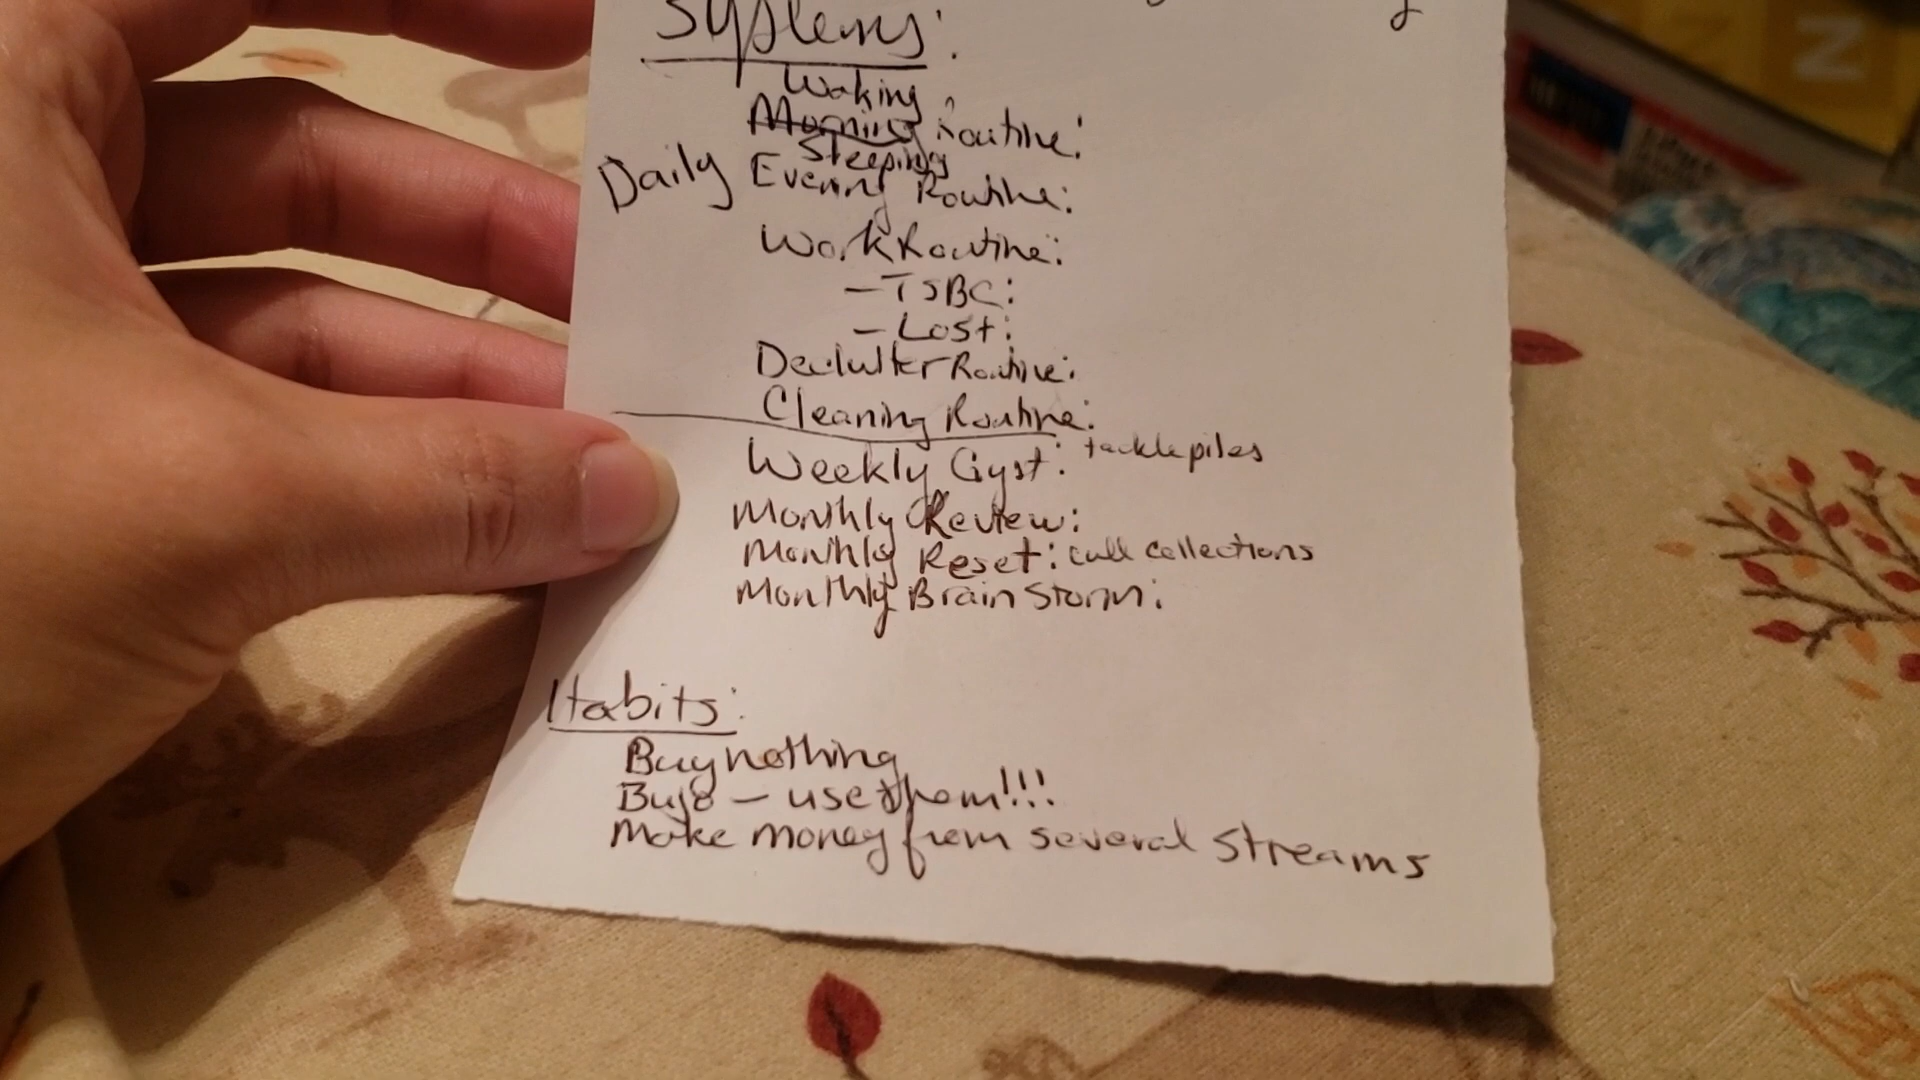 Systems:
Waking
Morning Routine:
Sleeping
Daily Evening Routine:
Work Routine:
- TSBC:
- Lost:
Declutter Routine:
Cleaning Routine:
Weekly Gyst: tackle piles
Monthly Review:
Monthly Reset: cull collections
Monthly Brain Storm:
Habits:
Buy nothing
Bujo - use them!!!
Make money from several streams
N